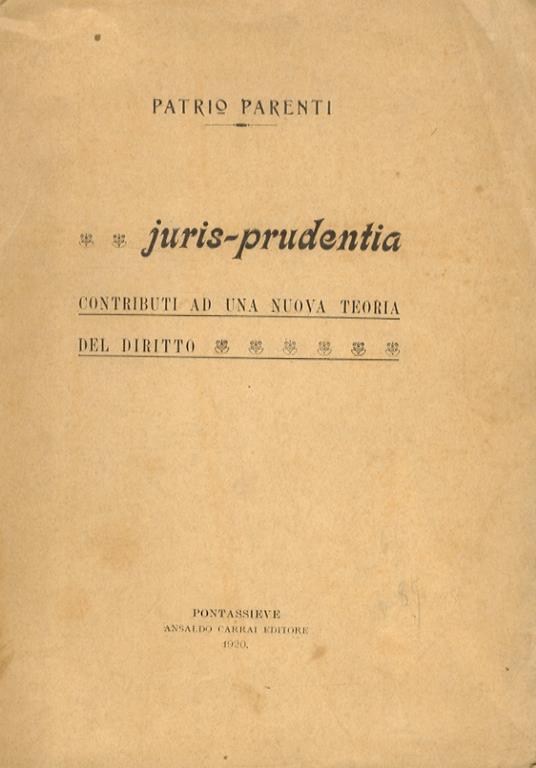 PATRIO PARENTI
juris-prudentia
CONTRIBUTI AD UNA NUOVA TEORIA
DEL DIRITTO
PONTASSIEVE
ANSALDO CARRAI EDITORE
1920.